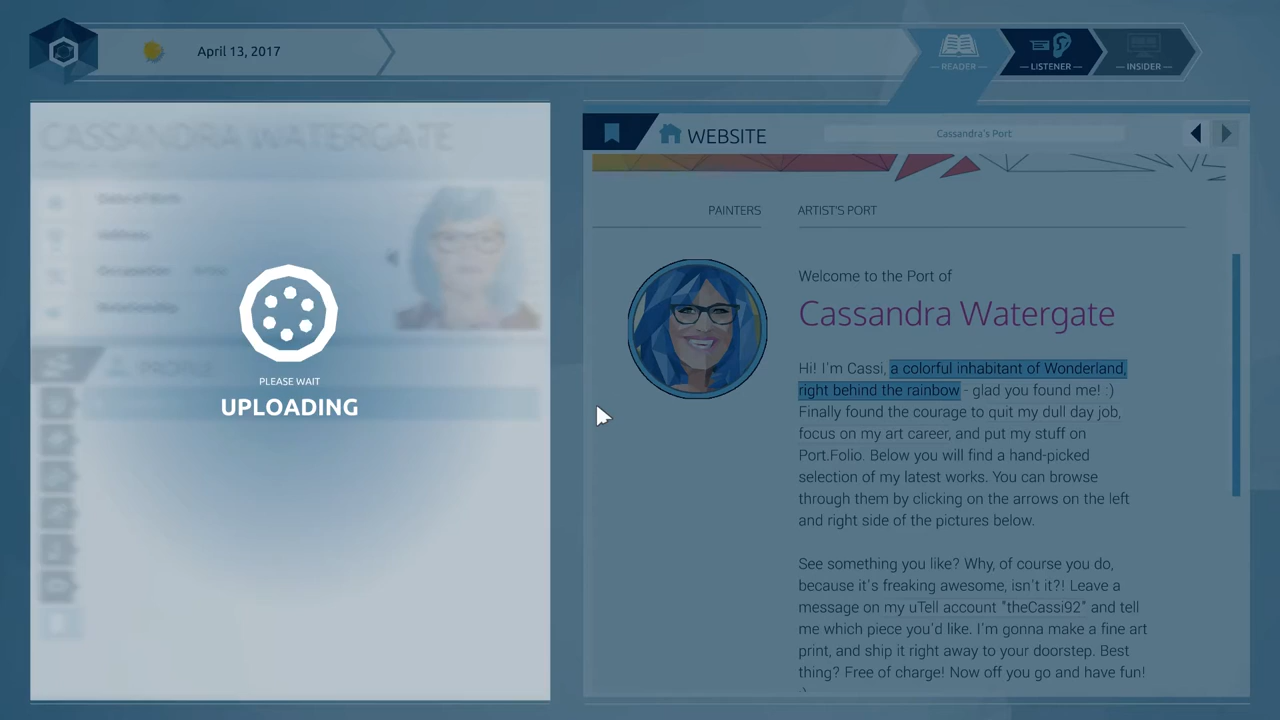 April 13, 2017
— READER —
— LISTENER —
— INSIDER —
CASSANDRA WATERGATE
Occupation
Relationship
PROFILE
PLEASE WAIT
UPLOADING
WEBSITE
Cassandra's Port
PAINTERS
ARTIST'S PORT
Welcome to the Port of
Cassandra Watergate
Hi! I'm Cassi, a colorful inhabitant of Wonderland,
right behind the rainbow - glad you found me! :)
Finally found the courage to quit my dull day job,
focus on my art career, and put my stuff on
Port.Folio. Below you will find a hand-picked
selection of my latest works. You can browse
through them by clicking on the arrows on the left
and right side of the pictures below.
See something you like? Why, of course you do,
because it's freaking awesome, isn't it?! Leave a
message on my uTell account "theCassi92" and tell
me which piece you'd like. I'm gonna make a fine art
print, and ship it right away to your doorstep. Best
thing? Free of charge! Now off you go and have fun!